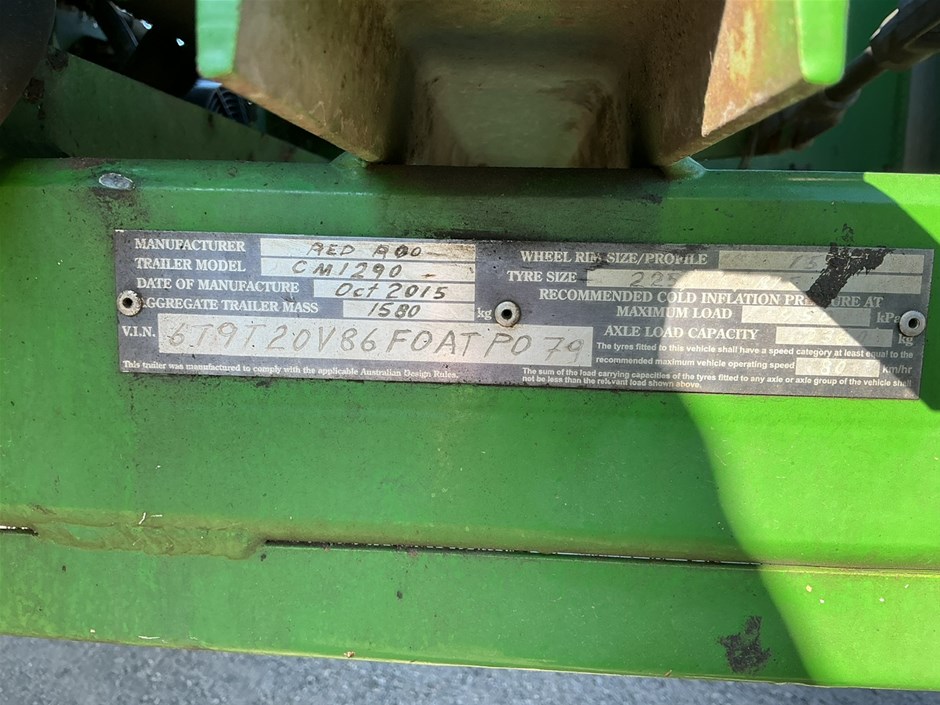 MANUFACTURER
TRAILER MODEL CM1290
DATE OF MANUFACTURE Oct 2015
AGGREGATE TRAILER MASS 1580 kg
V.I.N. 6T9T.20V86FOATPO79
This trailer was manufactured to comply with the applicable Australian Design Rules.
WHEEL RIM SIZE/PROFILE 15
TYRE SIZE 225
RECOMMENDED COLD INFLATION PRESSURE AT
MAXIMUM LOAD kPa
AXLE LOAD CAPACITY kg
The tyres fitted to this vehicle shall have a speed category at least equal to the
recommended maximum vehicle operating speed 80 km/hr
The sum of the load carrying capacities of the tyres fitted to any axle or axle group of the vehicle shall
not be less than the relevant load shown above.